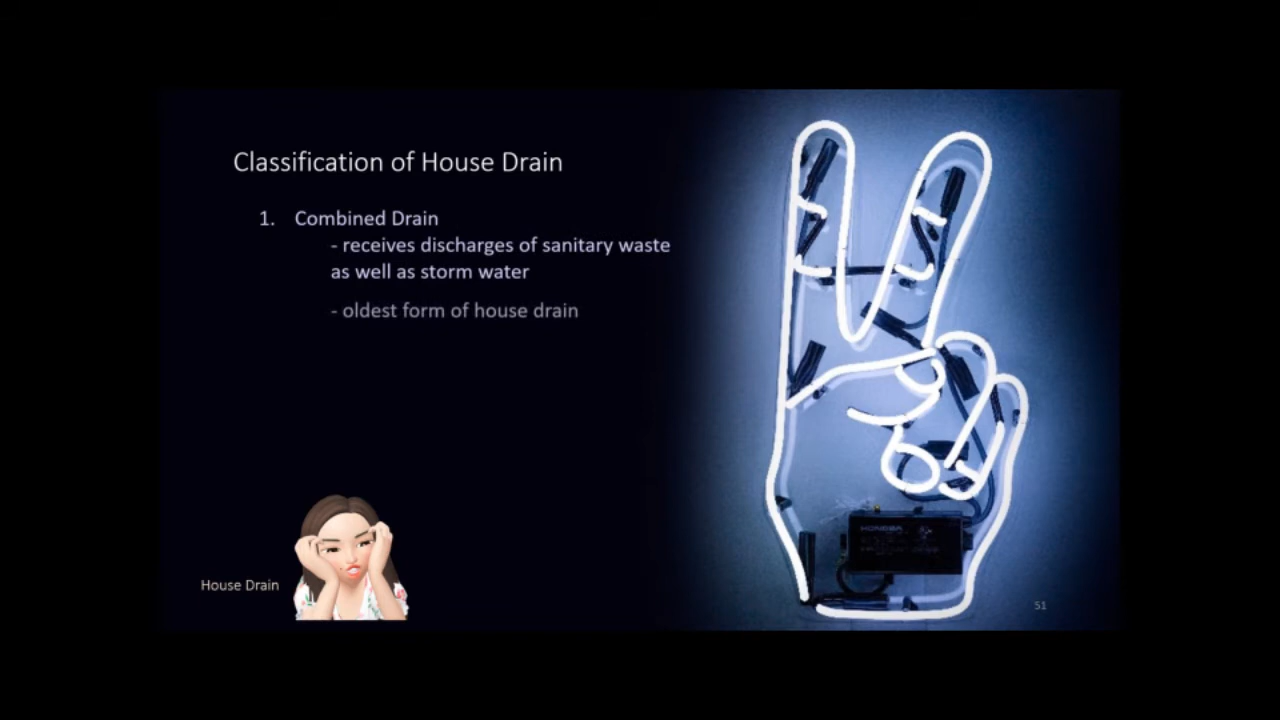 Classification of House Drain
1. Combined Drain
- receives discharges of sanitary waste
as well as storm water
- oldest form of house drain
House Drain
51